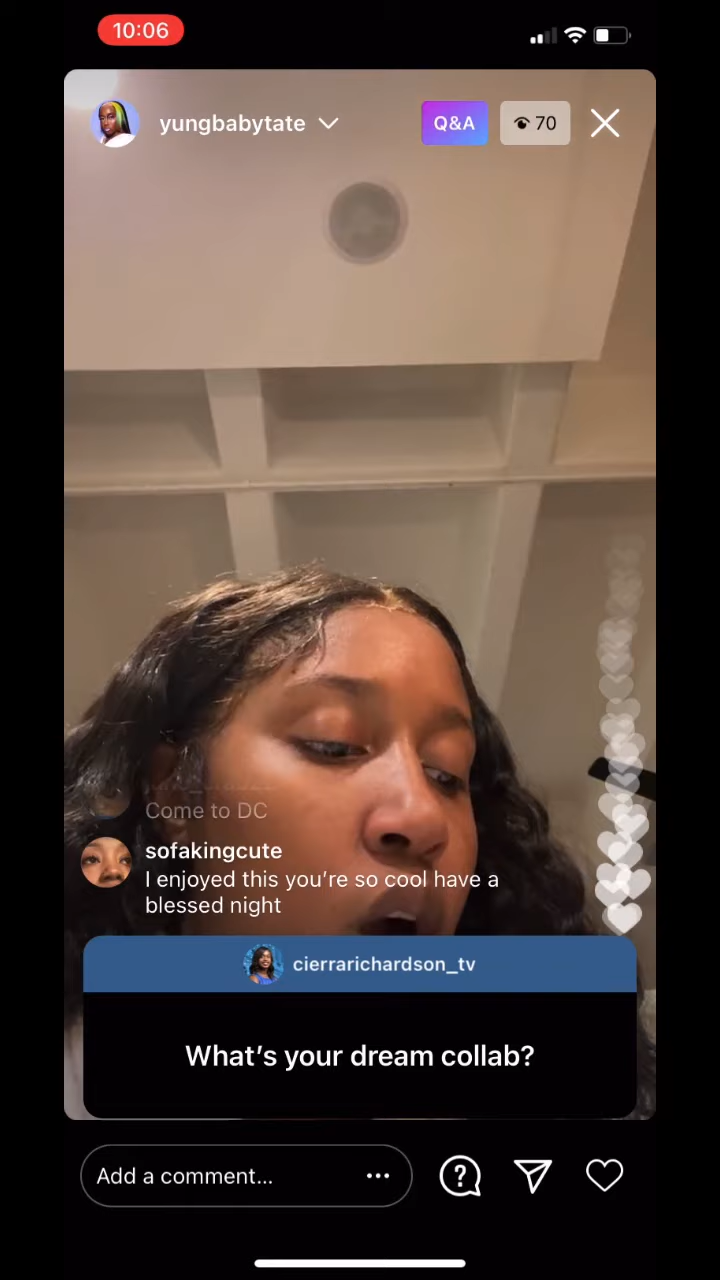 10:06
yungbabytate
Q&A
70
Come to DC
sofakingcute
I enjoyed this you're so cool have a
blessed night
cierrarichardson_tv
What's your dream collab?
Add a comment...